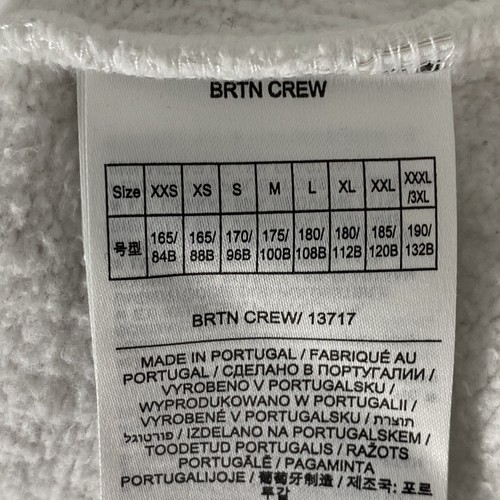 BRTN CREW
Size XXS XS S M L XL XXL XXXL/3XL
号型 165/84B 165/88B 170/96B 175/100B 180/108B 180/112B 185/120B 190/132B
BRTN CREW/ 13717
MADE IN PORTUGAL / FABRIQUÉ AU
PORTUGAL / СДЕЛАНО В ПОРТУГАЛИИ /
VYROBENO V PORTUGALSKU /
WYPRODUKOWANO W PORTUGALII /
VYROBENÉ V PORTUGALSKU / תוצרת
פורטוגל / IZDELANO NA PORTUGALSKEM /
TOODETUD PORTUGALIS / RAŽOTS
PORTUGĀLĒ / PAGAMINTA
PORTUGALIJOJE / 葡萄牙制造 / 제조국: 포르
투갈